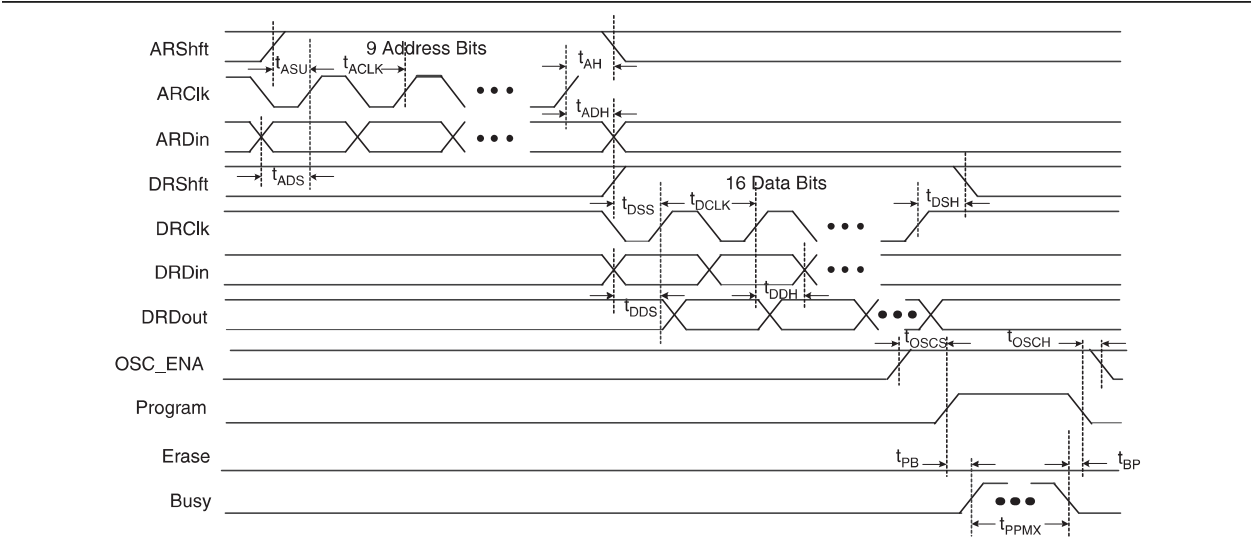 ARShft
9 Address Bits
tASU
tACLK
tAH
ARClk
tADH
ARDin
tADS
DRShft
16 Data Bits
tDSS
tDCLK
tDSH
DRClk
DRDin
tDDS
tDDH
DRDout
tOSCS
tOSCH
OSC_ENA
Program
Erase
tPB
tBP
Busy
tPPMX